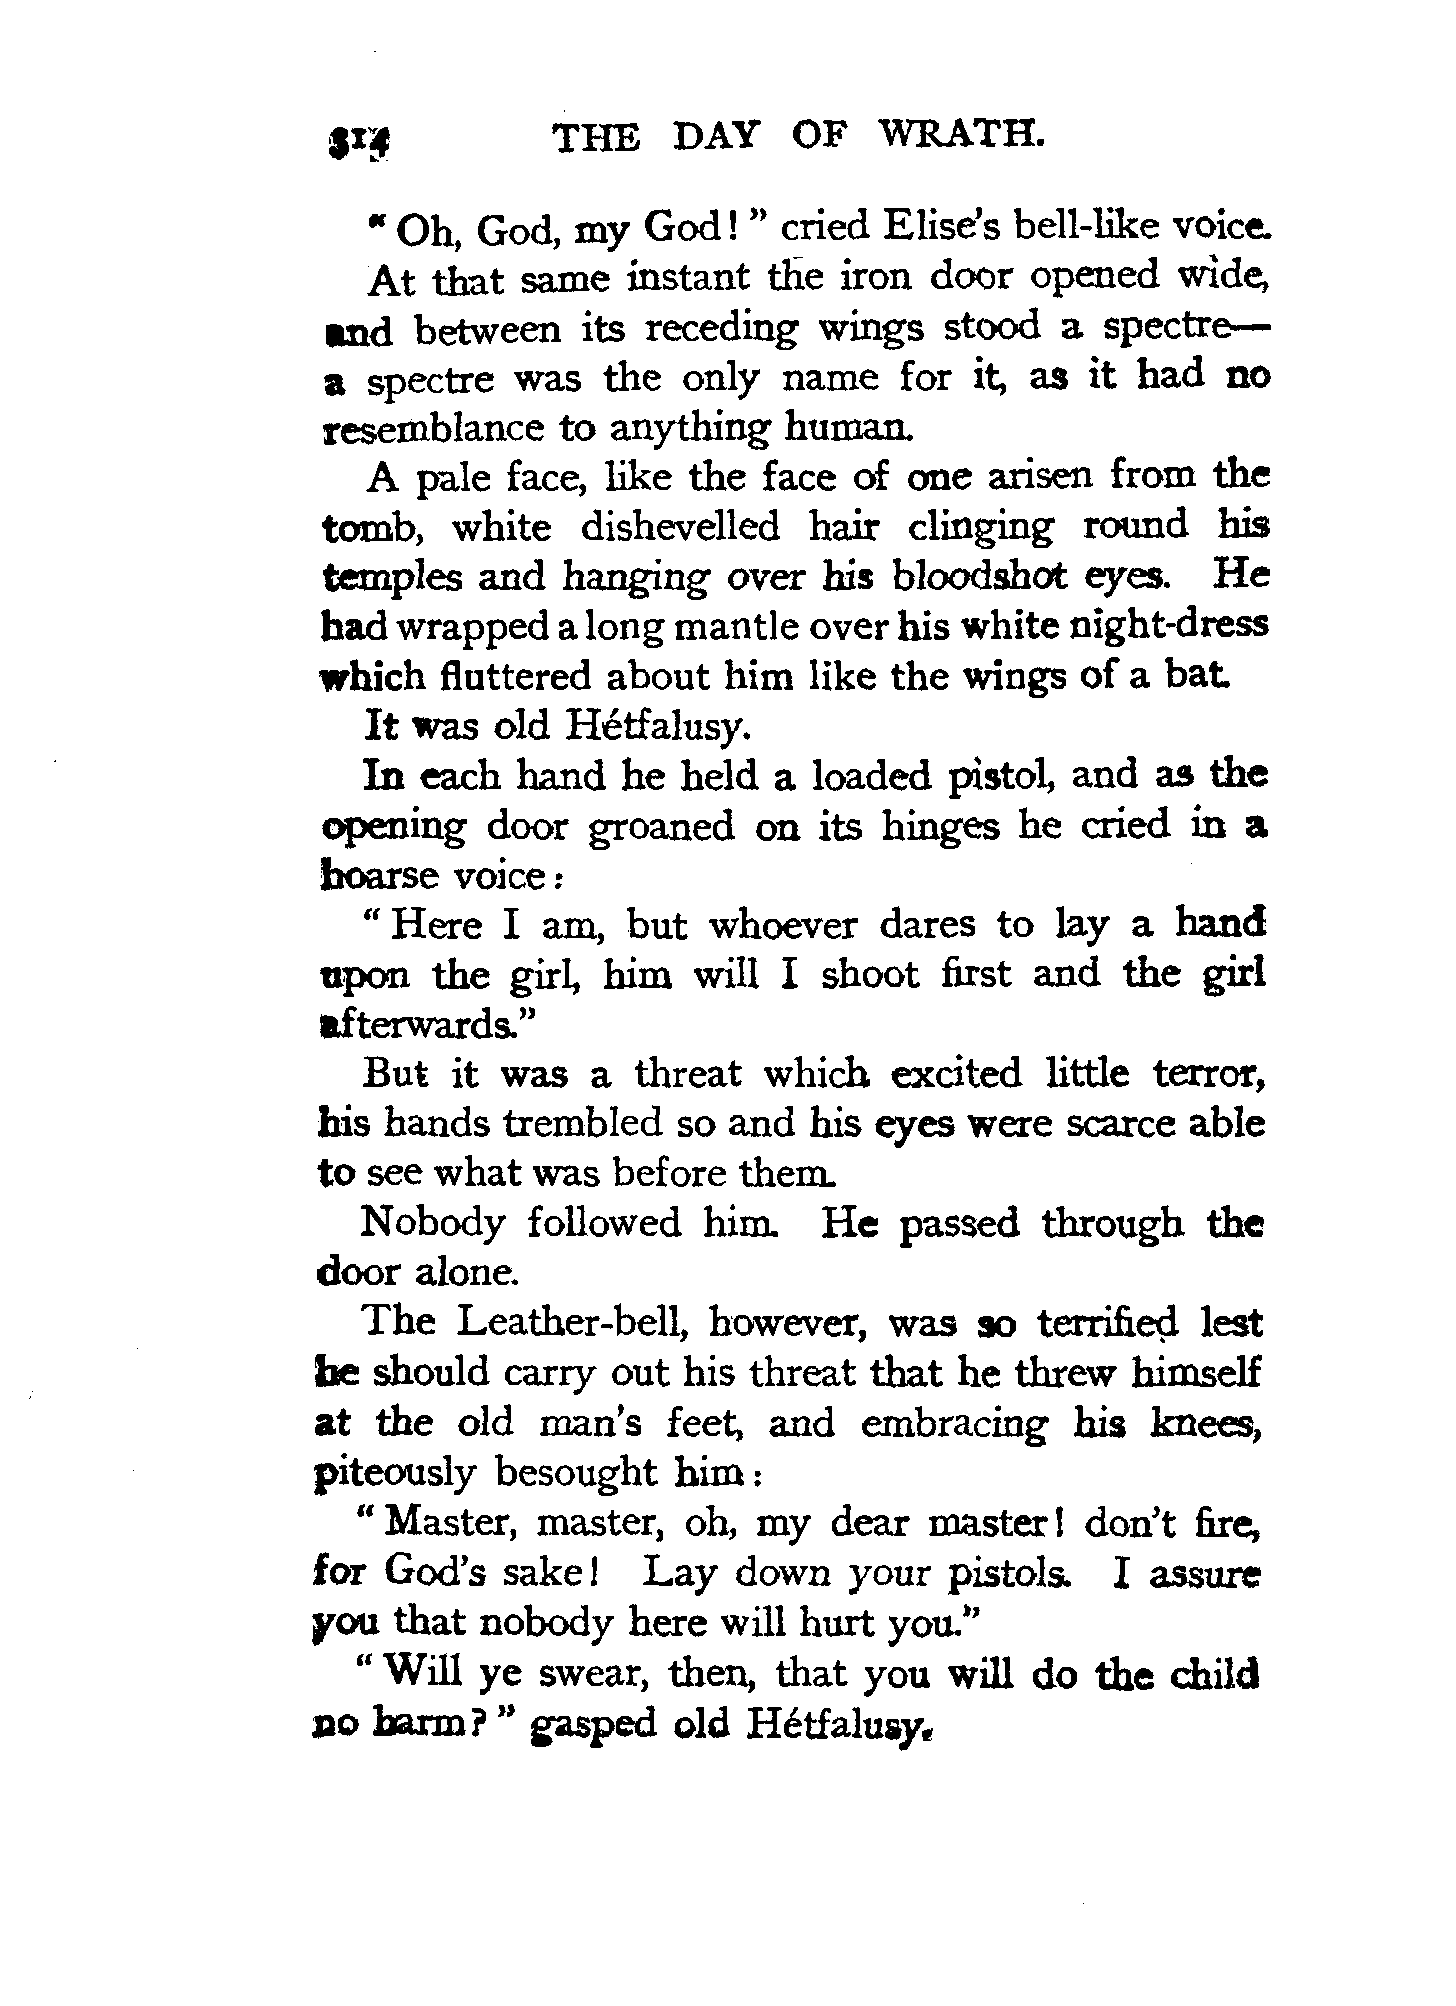 314 THE DAY OF WRATH.
" Oh, God, my God! " cried Elise's bell-like voice.
At that same instant the iron door opened wide,
and between its receding wings stood a spectre—
a spectre was the only name for it, as it had no
resemblance to anything human.
A pale face, like the face of one arisen from the
tomb, white dishevelled hair clinging round his
temples and hanging over his bloodshot eyes. He
had wrapped a long mantle over his white night-dress
which fluttered about him like the wings of a bat.
It was old Hétfalusy.
In each hand he held a loaded pistol, and as the
opening door groaned on its hinges he cried in a
hoarse voice:
" Here I am, but whoever dares to lay a hand
upon the girl, him will I shoot first and the girl
afterwards."
But it was a threat which excited little terror,
his hands trembled so and his eyes were scarce able
to see what was before them.
Nobody followed him. He passed through the
door alone.
The Leather-bell, however, was so terrified lest
he should carry out his threat that he threw himself
at the old man's feet, and embracing his knees,
piteously besought him:
" Master, master, oh, my dear master! don't fire,
for God's sake! Lay down your pistols. I assure
you that nobody here will hurt you."
" Will ye swear, then, that you will do the child
no harm? " gasped old Hétfalusy.